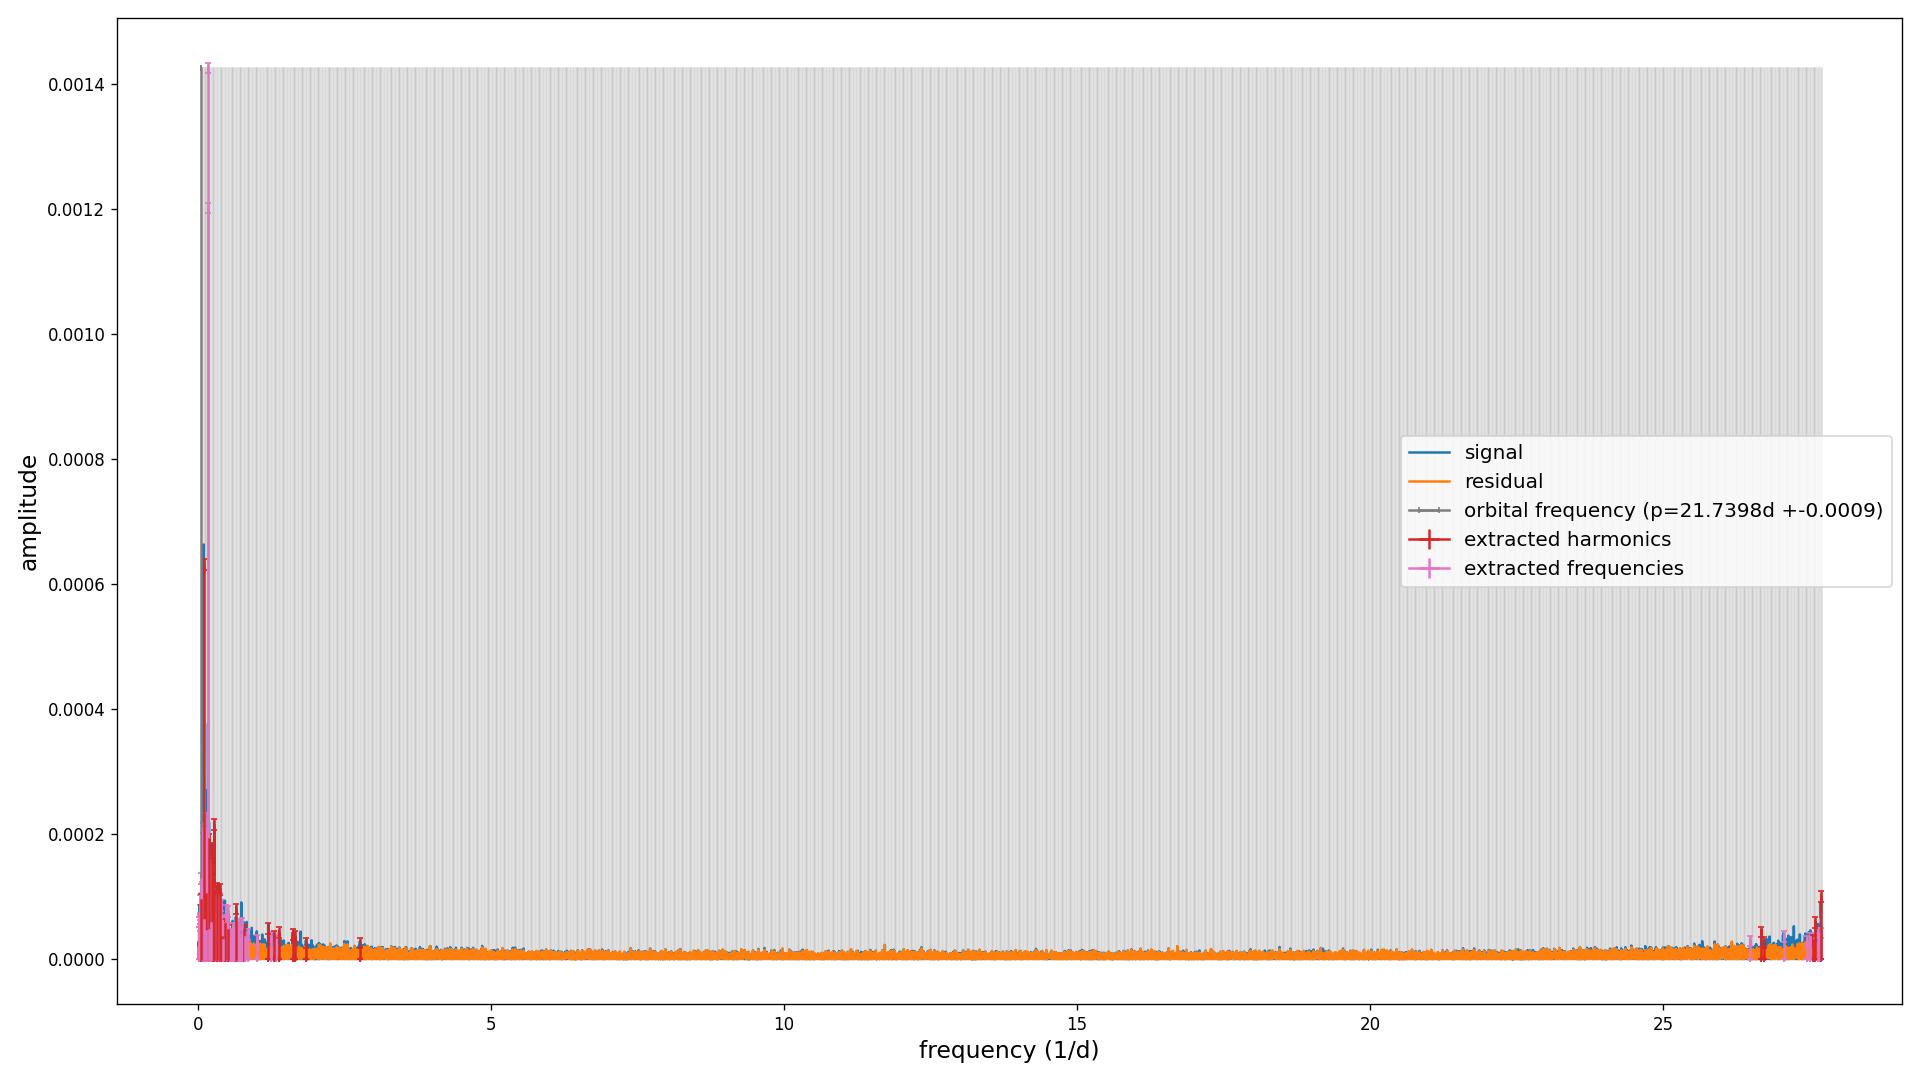 0.0014
0.0012
0.0010
0.0008
0.0006
0.0004
0.0002
0.0000
amplitude
signal
residual
orbital frequency (p=21.7398d +-0.0009)
extracted harmonics
extracted frequencies
0 5 10 15 20 25
frequency (1/d)